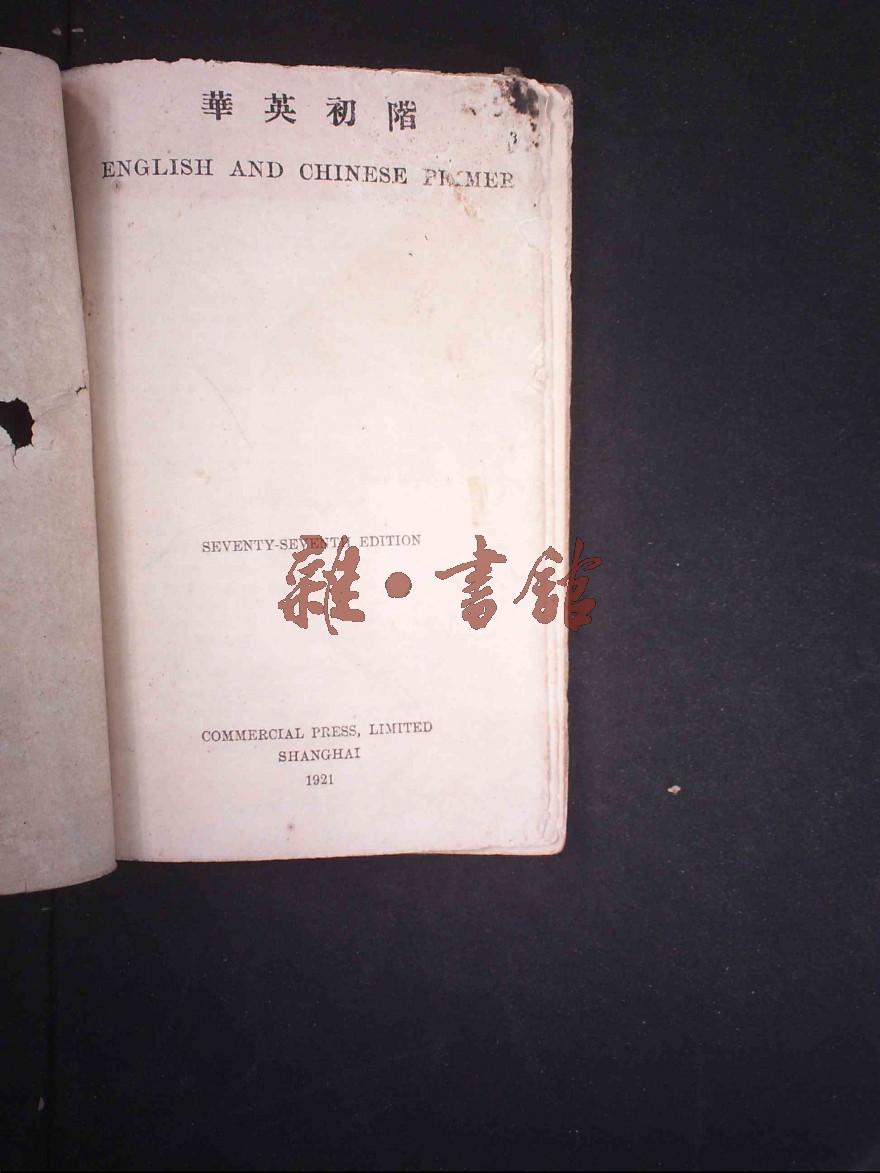 華英初階
ENGLISH AND CHINESE PRIMER
SEVENTY-SEVENTH EDITION
雜・書館
COMMERCIAL PRESS, LIMITED
SHANGHAI
1921